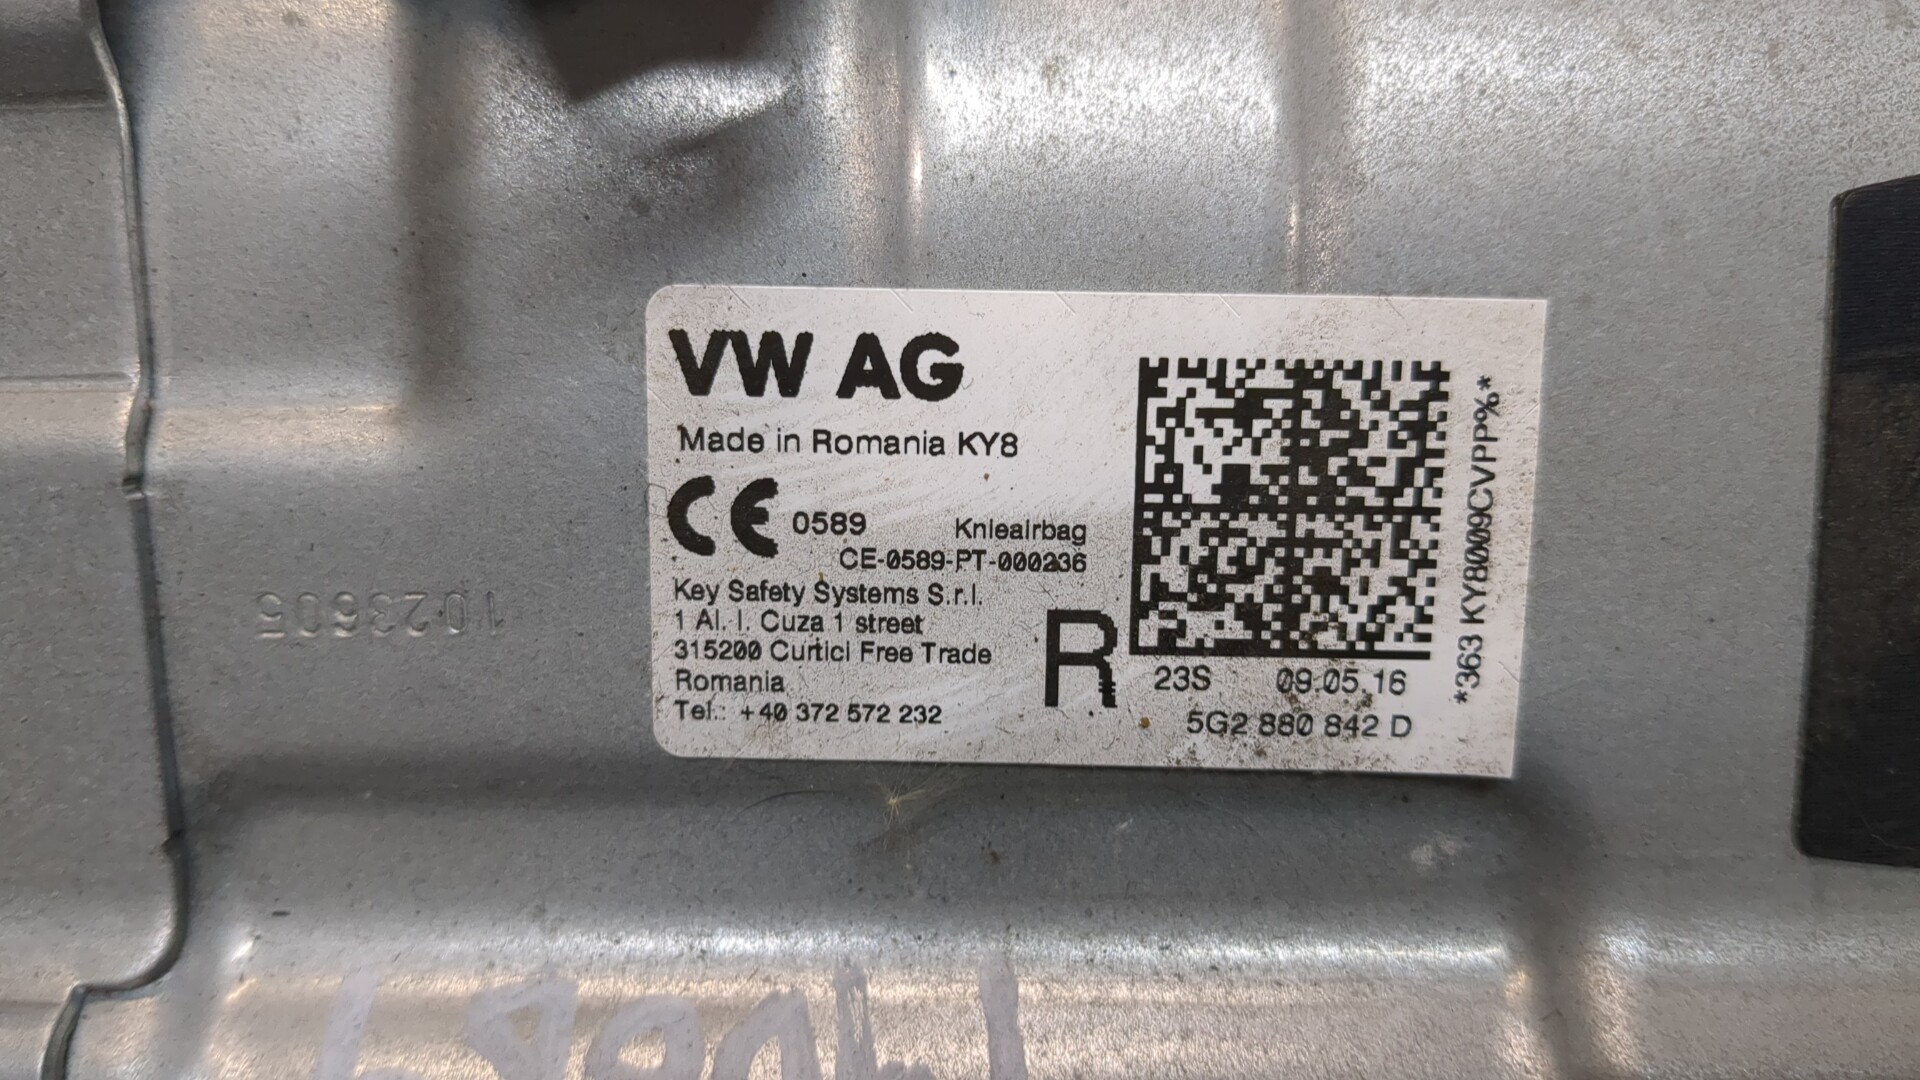 VW AG
Made in Romania KY8
CE 0589 Knieairbag
CE-0589-PT-000236
Key Safety Systems S.r.l.
1 Al. I. Cuza 1 street
315200 Curtici Free Trade
Romania
Tel.: +40 372 572 232
R
23S 09.05.16
5G2 880 842 D
*363 KY80009CVPP%*
1023605